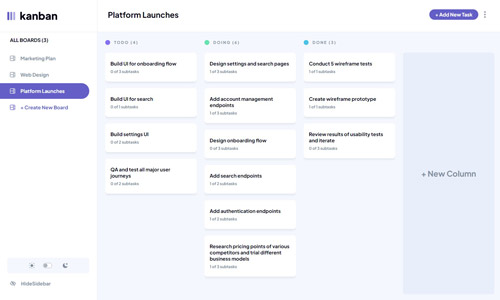 kanban
Platform Launches
+ Add New Task
ALL BOARDS (3)
Marketing Plan
Web Design
Platform Launches
+ Create New Board
HideSidebar
TODO (4)
Build UI for onboarding flow
0 of 3 subtasks
Build UI for search
0 of 1 subtasks
Build settings UI
0 of 2 subtasks
QA and test all major user
journeys
0 of 2 subtasks
DOING (6)
Design settings and search pages
1 of 3 subtasks
Add account management
endpoints
1 of 3 subtasks
Design onboarding flow
0 of 3 subtasks
Add search endpoints
1 of 2 subtasks
Add authentication endpoints
1 of 3 subtasks
Research pricing points of various
competitors and trial different
business models
1 of 3 subtasks
DONE (3)
Conduct 5 wireframe tests
1 of 1 subtasks
Create wireframe prototype
1 of 1 subtasks
Review results of usability tests
and iterate
0 of 3 subtasks
+ New Column